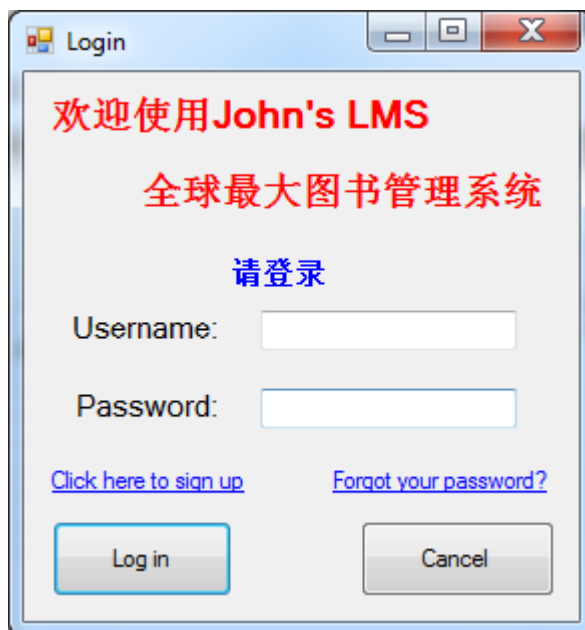 Login
欢迎使用John's LMS
全球最大图书管理系统
请登录
Username:
Password:
Click here to sign up
Forgot your password?
Log in
Cancel